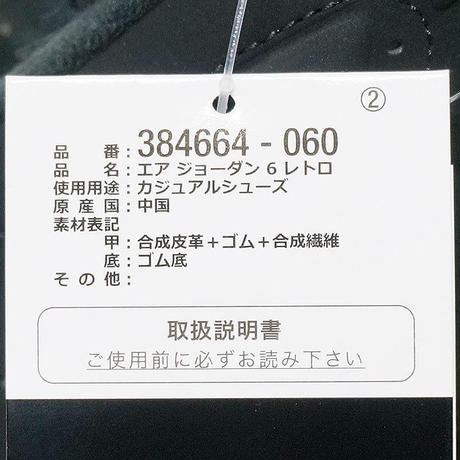 ②
品番：384664-060
品名：エア ジョーダン 6 レトロ
使用用途：カジュアルシューズ
原産国：中国
素材表記
甲：合成皮革＋ゴム＋合成繊維
底：ゴム底
その他：
取扱説明書
ご使用前に必ずお読み下さい